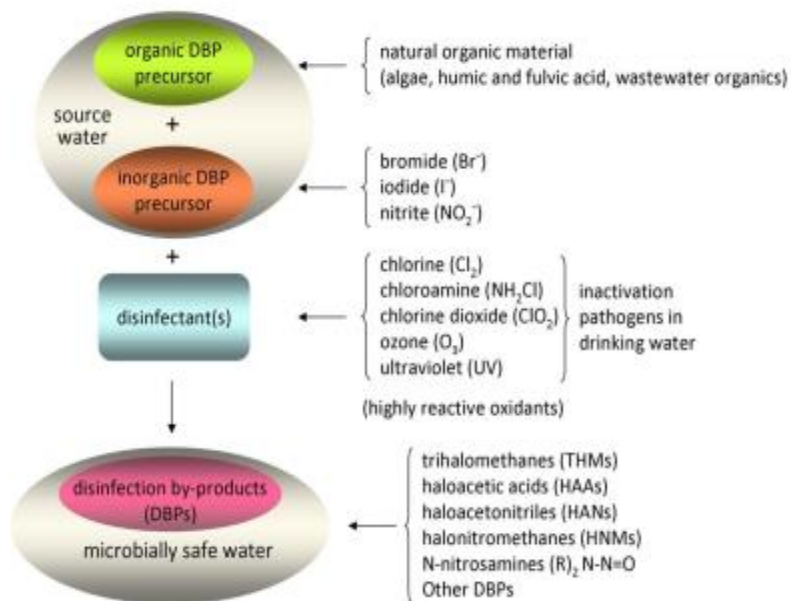 organic DBP
precursor
natural organic material
(algae, humic and fulvic acid, wastewater organics)
source
water
+
inorganic DBP
precursor
bromide (Br⁻)
iodide (I⁻)
nitrite (NO₂⁻)
+
disinfectant(s)
chlorine (Cl₂)
chloroamine (NH₂Cl)
chlorine dioxide (ClO₂)
ozone (O₃)
ultraviolet (UV)
inactivation
pathogens in
drinking water
(highly reactive oxidants)
disinfection by-products
(DBPs)
microbially safe water
trihalomethanes (THMs)
haloacetic acids (HAAs)
haloacetonitriles (HANs)
halonitromethanes (HNMs)
N-nitrosamines (R)₂ N-N=O
Other DBPs